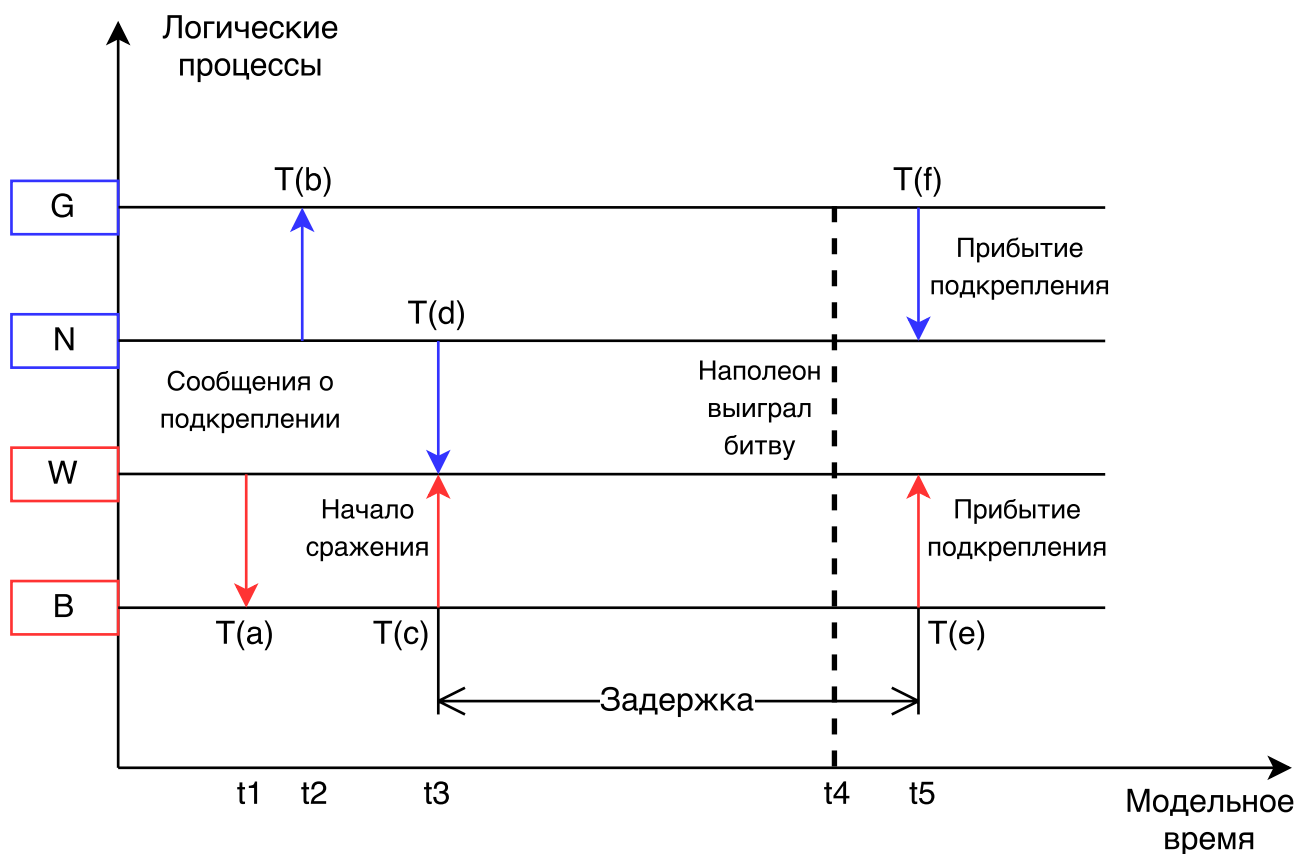 Логические
процессы
G
T(b)
T(f)
Прибытие
подкрепления
N
T(d)
Сообщения о
подкреплении
Наполеон
выиграл
битву
W
Начало
сражения
Прибытие
подкрепления
B
T(a)
T(c)
T(e)
Задержка
t1
t2
t3
t4
t5
Модельное
время